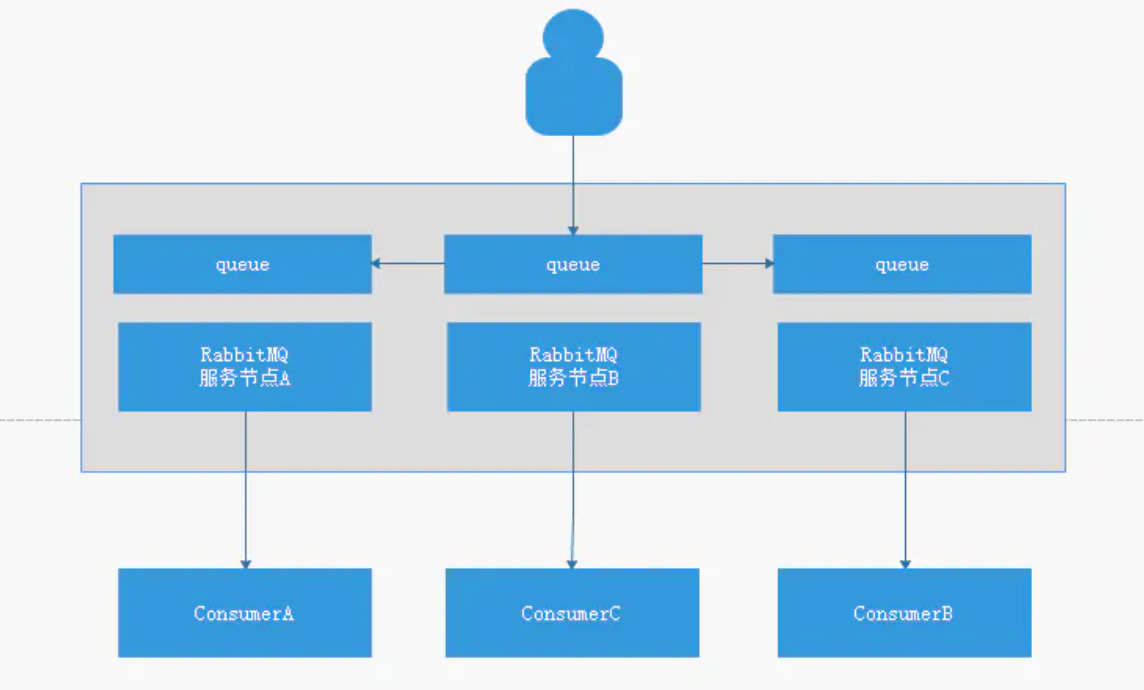 queue
queue
queue
RabbitMQ
服务节点A
RabbitMQ
服务节点B
RabbitMQ
服务节点C
ConsumerA
ConsumerC
ConsumerB